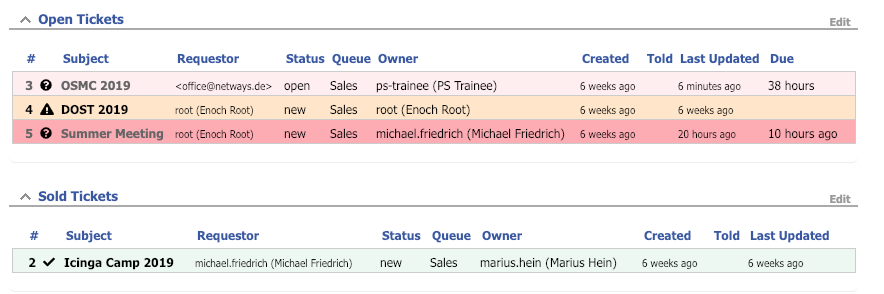 Open Tickets
Edit
# Subject Requestor Status Queue Owner Created Told Last Updated Due
3 OSMC 2019 <office@netways.de> open Sales ps-trainee (PS Trainee) 6 weeks ago 6 minutes ago 38 hours
4 DOST 2019 root (Enoch Root) new Sales root (Enoch Root) 6 weeks ago 6 weeks ago
5 Summer Meeting root (Enoch Root) new Sales michael.friedrich (Michael Friedrich) 6 weeks ago 20 hours ago 10 hours ago
Sold Tickets
Edit
# Subject Requestor Status Queue Owner Created Told Last Updated
2 Icinga Camp 2019 michael.friedrich (Michael Friedrich) new Sales marius.hein (Marius Hein) 6 weeks ago 6 weeks ago